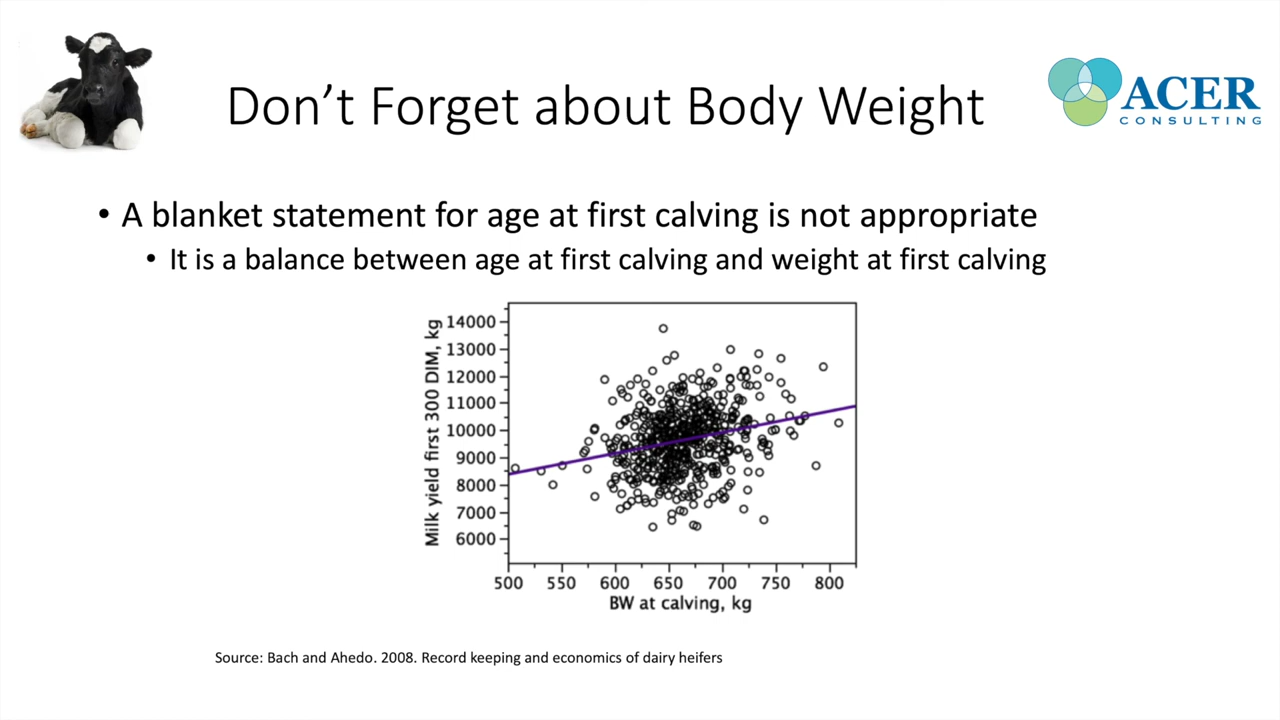 Don’t Forget about Body Weight
ACER
CONSULTING
• A blanket statement for age at first calving is not appropriate
• It is a balance between age at first calving and weight at first calving
Milk yield first 300 DIM, kg
14000
13000
12000
11000
10000
9000
8000
7000
6000
500 550 600 650 700 750 800
BW at calving, kg
Source: Bach and Ahedo. 2008. Record keeping and economics of dairy heifers